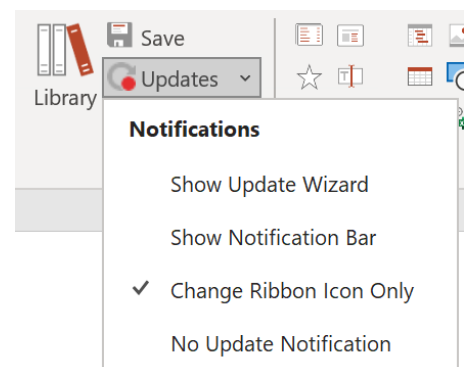 Save
Updates
Library
Notifications
Show Update Wizard
Show Notification Bar
Change Ribbon Icon Only
No Update Notification